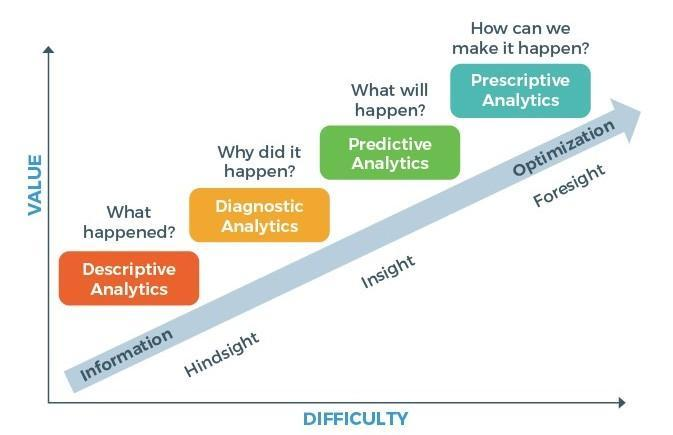 How can we
make it happen?
Prescriptive
Analytics
What will
happen?
Predictive
Analytics
Why did it
happen?
Diagnostic
Analytics
What
happened?
Descriptive
Analytics
Information
Optimization
Hindsight
Insight
Foresight
VALUE
DIFFICULTY